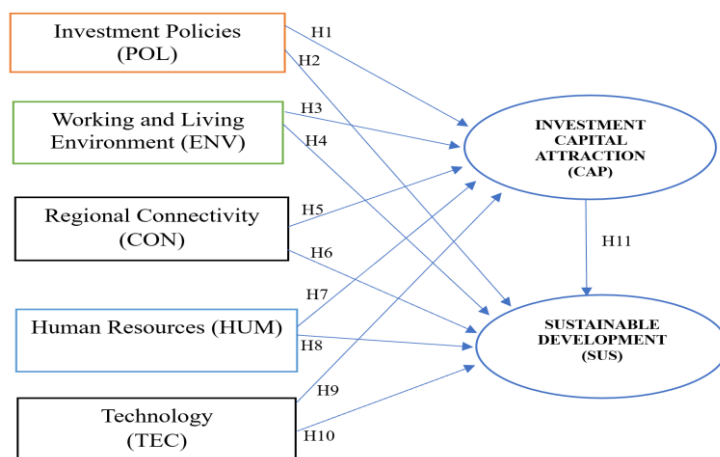 Investment Policies
(POL)
H1
H2
Working and Living
Environment (ENV)
H3
H4
INVESTMENT
CAPITAL
ATTRACTION
(CAP)
Regional Connectivity
(CON)
H5
H6
H11
Human Resources (HUM)
H7
H8
SUSTAINABLE
DEVELOPMENT
(SUS)
Technology
(TEC)
H9
H10